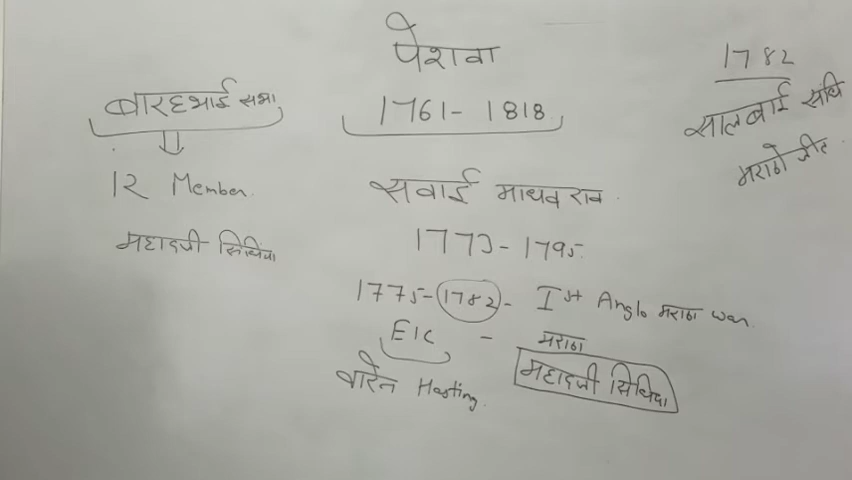 पेशवा
1761- 1818
बारहभाई सभा
12 Member.
महादजी सिंधिया
सवाई माधव राव.
1773-1795
1775-1782- Ist Anglo मराठा war
EIC - मराठा
वारेन Hasting.
महादजी सिंधिया
1782
सालबाई संधि
मराठो जीत